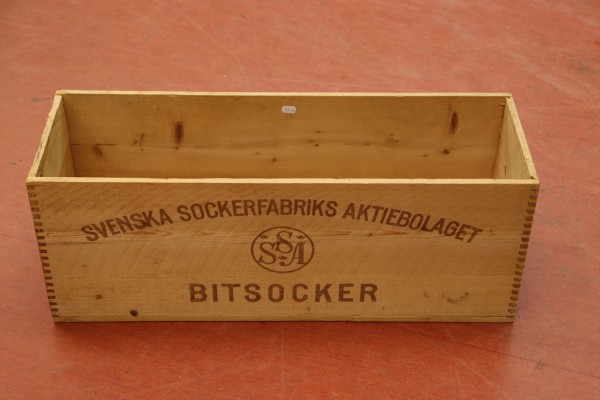 SVENSKA SOCKERFABRIKS AKTIEBOLAGET
SSA
BITSOCKER